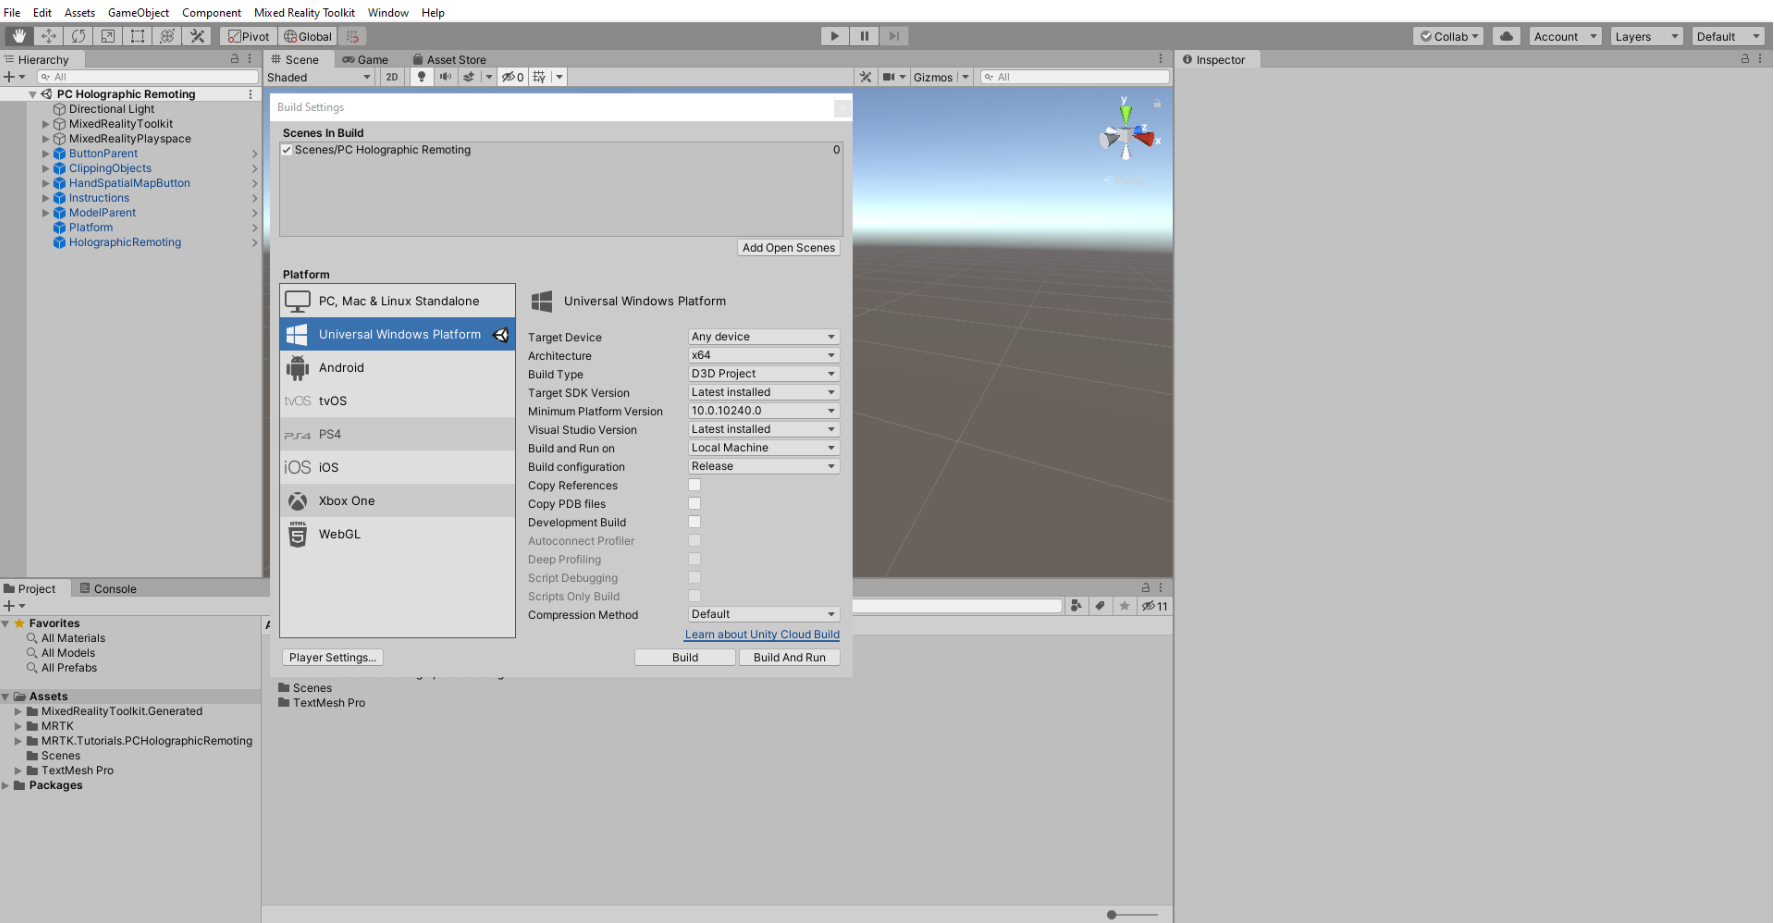 File Edit Assets GameObject Component Mixed Reality Toolkit Window Help
Pivot Global Collab Account Layers Default
Hierarchy
All
PC Holographic Remoting
Directional Light
MixedRealityToolkit
MixedRealityPlayspace
ButtonParent
ClippingObjects
HandSpatialMapButton
Instructions
ModelParent
Platform
HolographicRemoting
Scene Game Asset Store
Shaded 2D 0 Gizmos All
y
z
x
Persp
Inspector
Build Settings
Scenes In Build
Scenes/PC Holographic Remoting 0
Add Open Scenes
Platform
PC, Mac & Linux Standalone
Universal Windows Platform
Android
tvOS tvOS
PS4
iOS iOS
Xbox One
HTML 5 WebGL
Universal Windows Platform
Target Device Any device
Architecture x64
Build Type D3D Project
Target SDK Version Latest installed
Minimum Platform Version 10.0.10240.0
Visual Studio Version Latest installed
Build and Run on Local Machine
Build configuration Release
Copy References
Copy PDB files
Development Build
Autoconnect Profiler
Deep Profiling
Script Debugging
Scripts Only Build
Compression Method Default
Learn about Unity Cloud Build
Player Settings... Build Build And Run
Project Console
11
Favorites
All Materials
All Models
All Prefabs
Assets
MixedRealityToolkit.Generated
MRTK
MRTK.Tutorials.PCHolographicRemoting
Scenes
TextMesh Pro
Packages
Scenes
TextMesh Pro